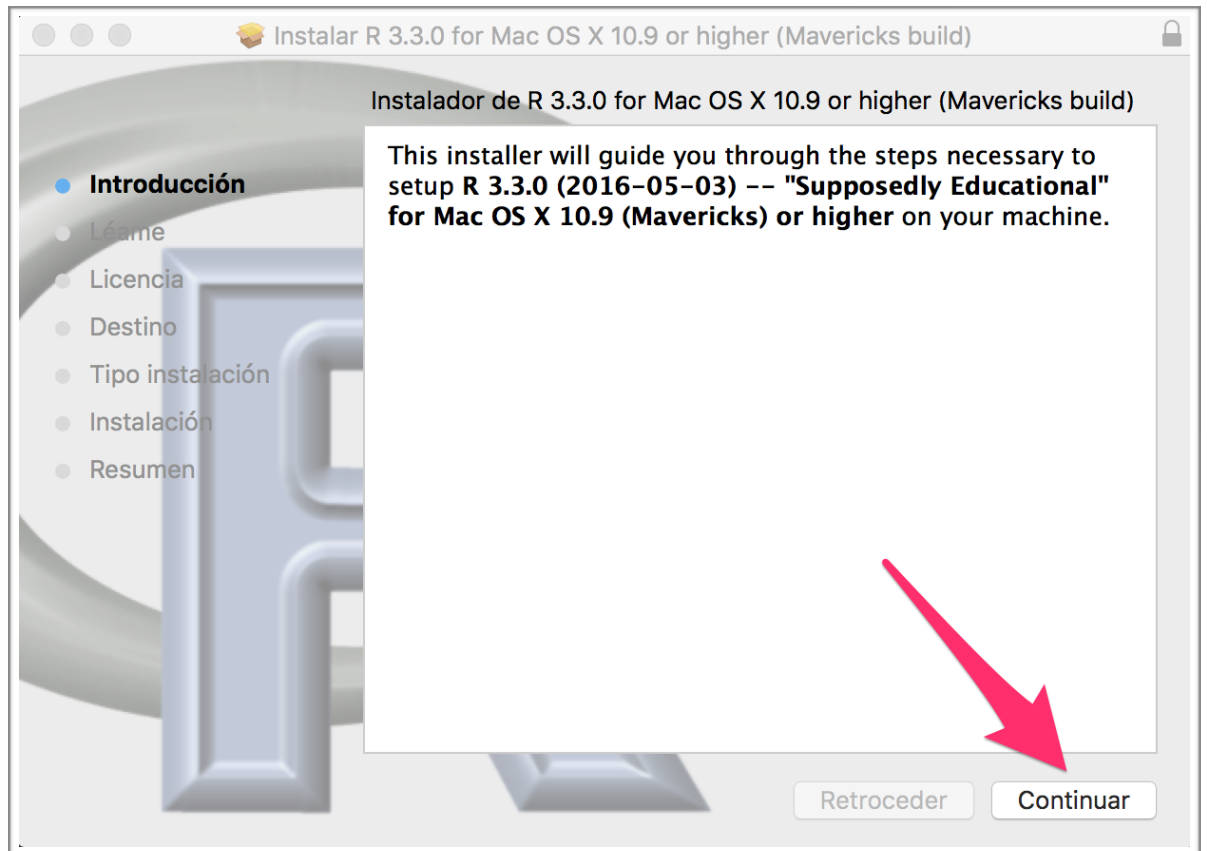 Instalar R 3.3.0 for Mac OS X 10.9 or higher (Mavericks build)
Instalador de R 3.3.0 for Mac OS X 10.9 or higher (Mavericks build)
Introducción
Léame
Licencia
Destino
Tipo instalación
Instalación
Resumen
This installer will guide you through the steps necessary to
setup R 3.3.0 (2016-05-03) -- "Supposedly Educational"
for Mac OS X 10.9 (Mavericks) or higher on your machine.
R
Retroceder
Continuar